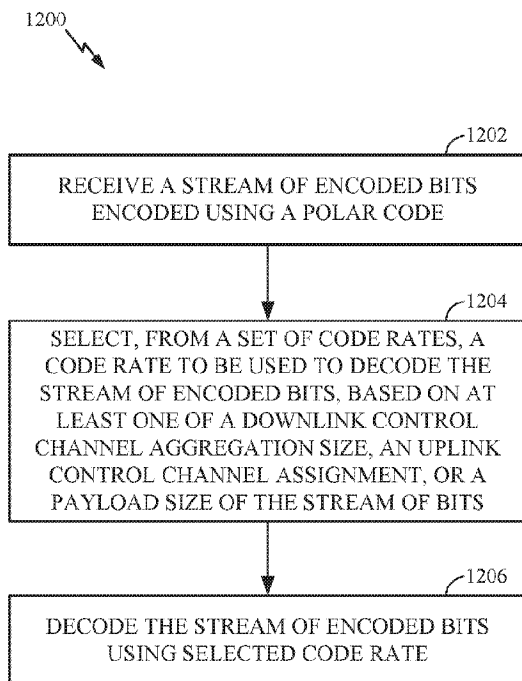 1200
1202
RECEIVE A STREAM OF ENCODED BITS
ENCODED USING A POLAR CODE
1204
SELECT, FROM A SET OF CODE RATES, A
CODE RATE TO BE USED TO DECODE THE
STREAM OF ENCODED BITS, BASED ON AT
LEAST ONE OF A DOWNLINK CONTROL
CHANNEL AGGREGATION SIZE, AN UPLINK
CONTROL CHANNEL ASSIGNMENT, OR A
PAYLOAD SIZE OF THE STREAM OF BITS
1206
DECODE THE STREAM OF ENCODED BITS
USING SELECTED CODE RATE